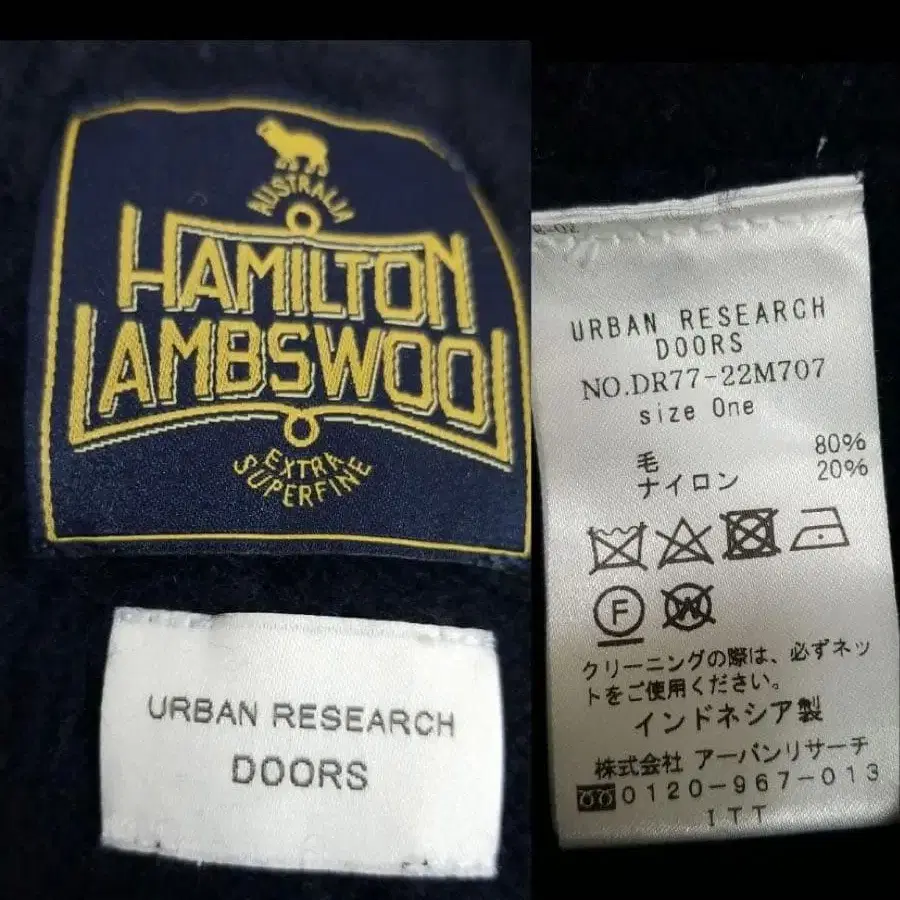 AUSTRALIA
HAMILTON
LAMBSWOOL
EXTRA
SUPERFINE
URBAN RESEARCH
DOORS
URBAN RESEARCH
DOORS
NO.DR77-22M707
size One
毛 80%
ナイロン 20%
F
W
クリーニングの際は、必ずネッ
トをご使用ください。
インドネシア製
株式会社 アーバンリサーチ
0120-967-013
ITT